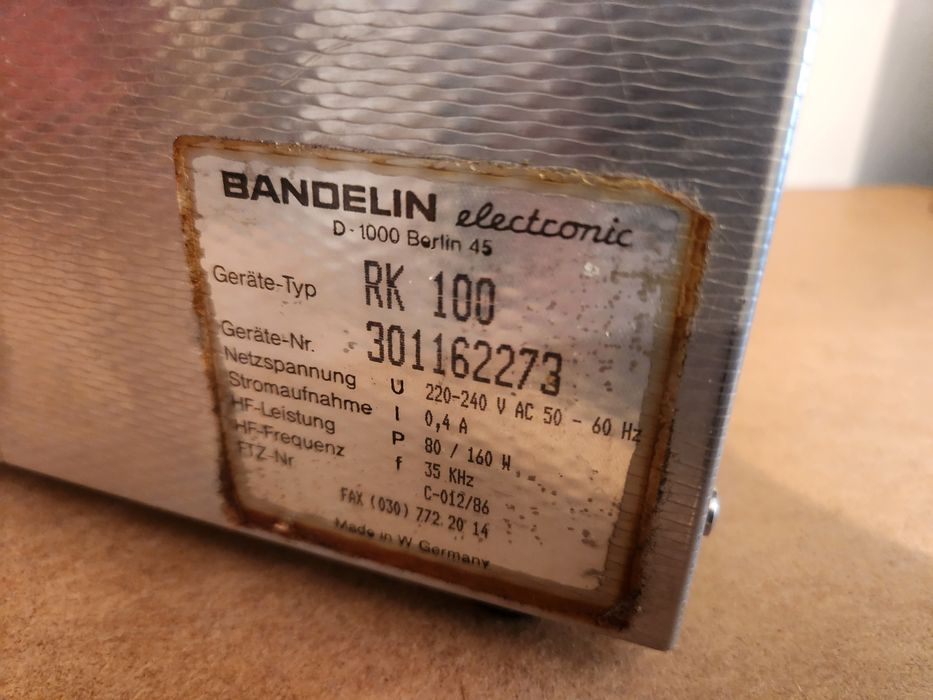 BANDELIN electronic
D-1000 Berlin 45
Geräte-Typ RK 100
Geräte-Nr. 301162273
Netzspannung U 220-240 V AC 50 - 60 Hz
Stromaufnahme I 0,4 A
HF-Leistung P 80 / 160 W
HF-Frequenz f 35 KHz
FTZ-Nr C-012/86
FAX (030) 772 20 14
Made in W Germany